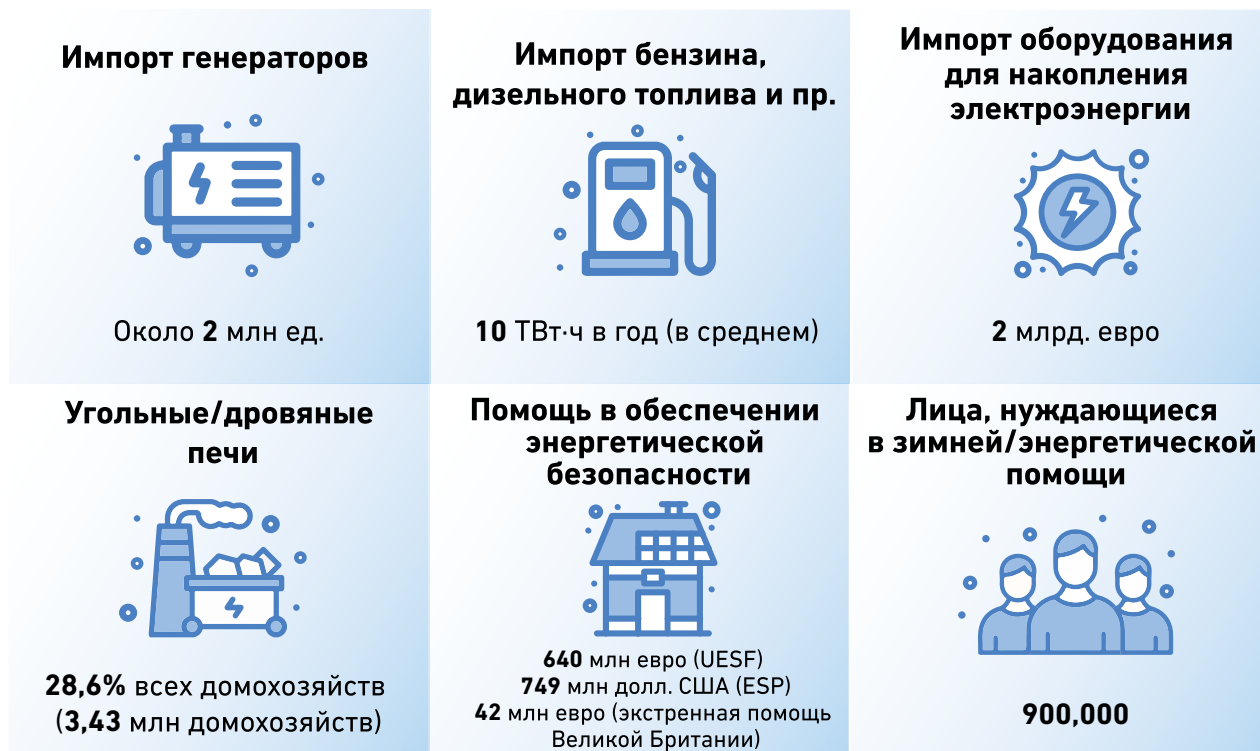 Импорт генераторов
Около 2 млн ед.
Импорт бензина,
дизельного топлива и пр.
10 ТВт·ч в год (в среднем)
Импорт оборудования
для накопления
электроэнергии
2 млрд. евро
Угольные/дровяные
печи
28,6% всех домохозяйств
(3,43 млн домохозяйств)
Помощь в обеспечении
энергетической
безопасности
640 млн евро (UESF)
749 млн долл. США (ESP)
42 млн евро (экстренная помощь
Великой Британии)
Лица, нуждающиеся
в зимней/энергетической
помощи
900,000